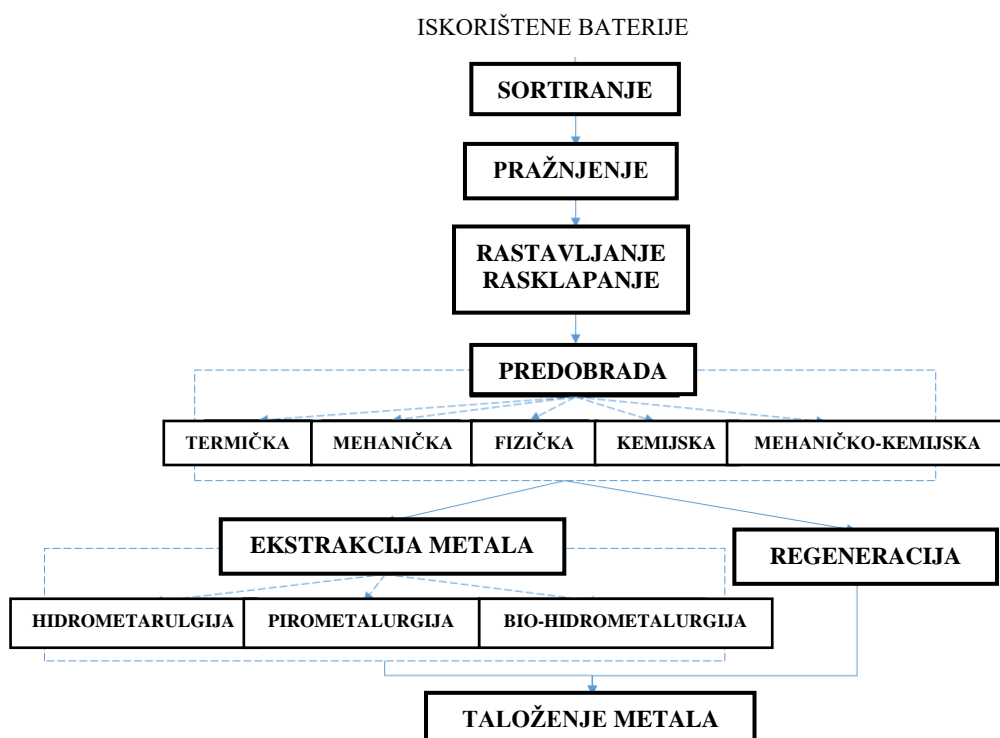 ISKORIŠTENE BATERIJE
SORTIRANJE
PRAŽNJENJE
RASTAVLJANJE
RASKLAPANJE
PREDOBRADA
TERMIČKA
MEHANIČKA
FIZIČKA
KEMIJSKA
MEHANIČKO-KEMIJSKA
EKSTRAKCIJA METALA
REGENERACIJA
HIDROMETARULGIJA
PIROMETALURGIJA
BIO-HIDROMETALURGIJA
TALOŽENJE METALA